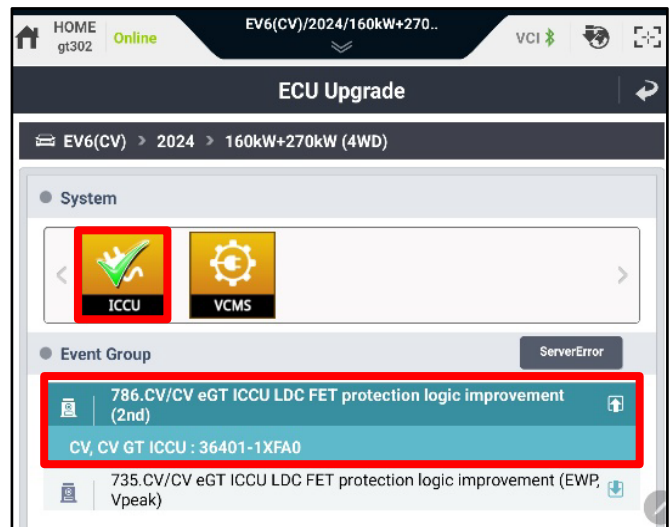 HOME
gt302
Online
EV6(CV)/2024/160kW+270..
VCI
ECU Upgrade
EV6(CV) > 2024 > 160kW+270kW (4WD)
System
ICCU
VCMS
Event Group
ServerError
786.CV/CV eGT ICCU LDC FET protection logic improvement
(2nd)
CV, CV GT ICCU : 36401-1XFA0
735.CV/CV eGT ICCU LDC FET protection logic improvement (EWP,
Vpeak)